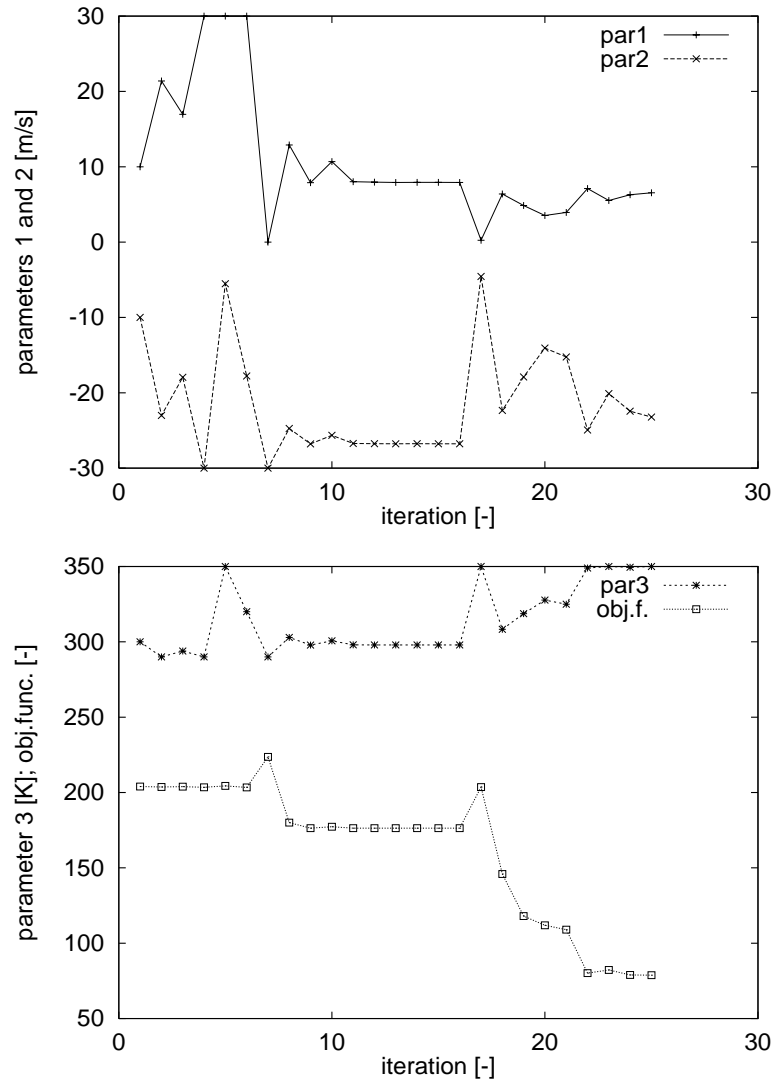 30
20
10
0
-10
-20
-30
0
10
20
30
parameters 1 and 2 [m/s]
iteration [-]
par1
par2
350
300
250
200
150
100
50
0
10
20
30
parameter 3 [K]; obj.func. [-]
iteration [-]
par3
obj.f.